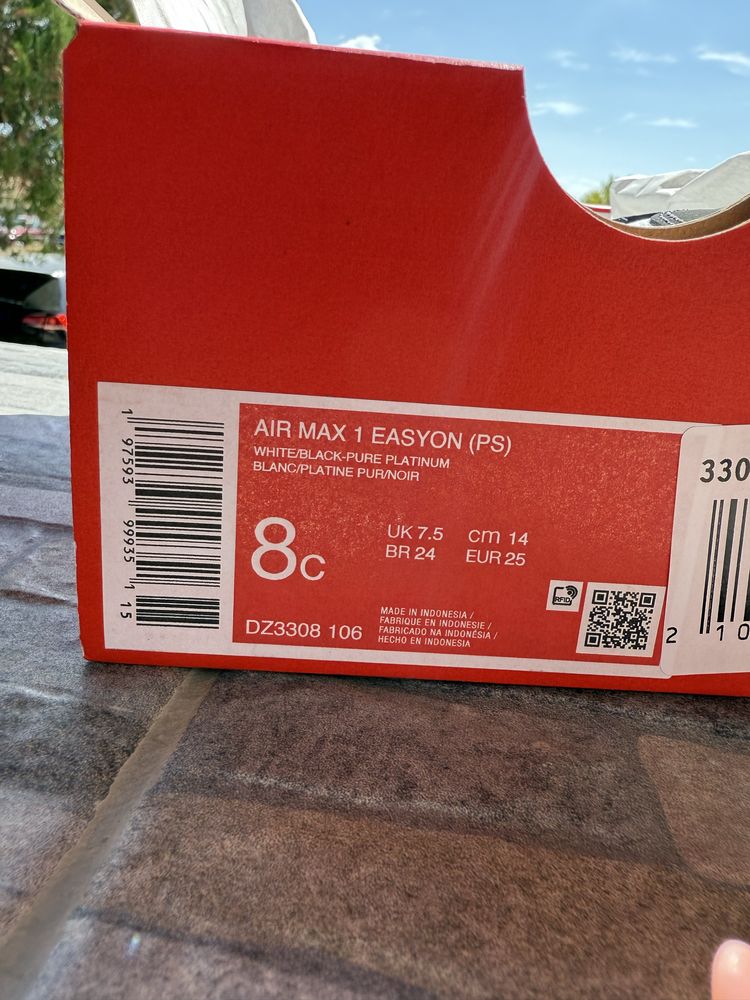 AIR MAX 1 EASYON (PS)
WHITE/BLACK-PURE PLATINUM
BLANC/PLATINE PUR/NOIR
8C
UK 7.5 cm 14
BR 24 EUR 25
DZ3308 106
MADE IN INDONESIA /
FABRIQUE EN INDONESIE /
FABRICADO NA INDONÉSIA /
HECHO EN INDONESIA
RFID
1 97593 99935 1 15
330
2 10